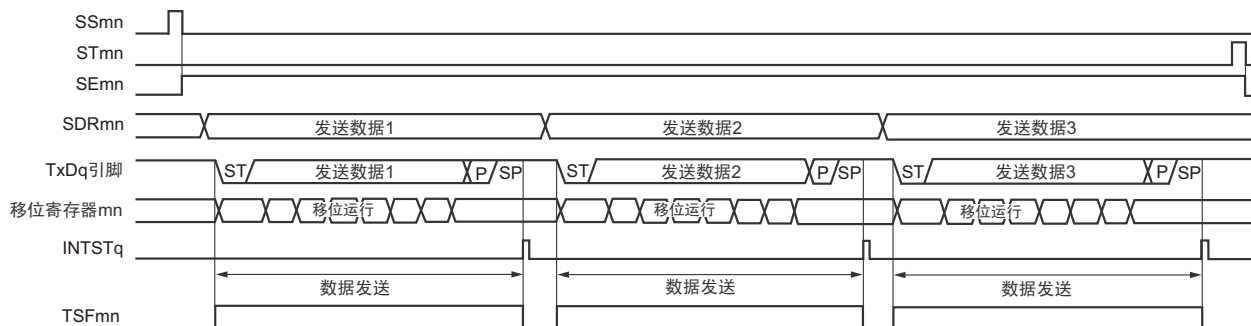 SSmn
STmn
SEmn
SDRmn 发送数据1 发送数据2 发送数据3
TxDq引脚 ST 发送数据1 P SP ST 发送数据2 P SP ST 发送数据3 P SP
移位寄存器mn 移位运行 移位运行 移位运行
INTSTq
数据发送 数据发送 数据发送
TSFmn